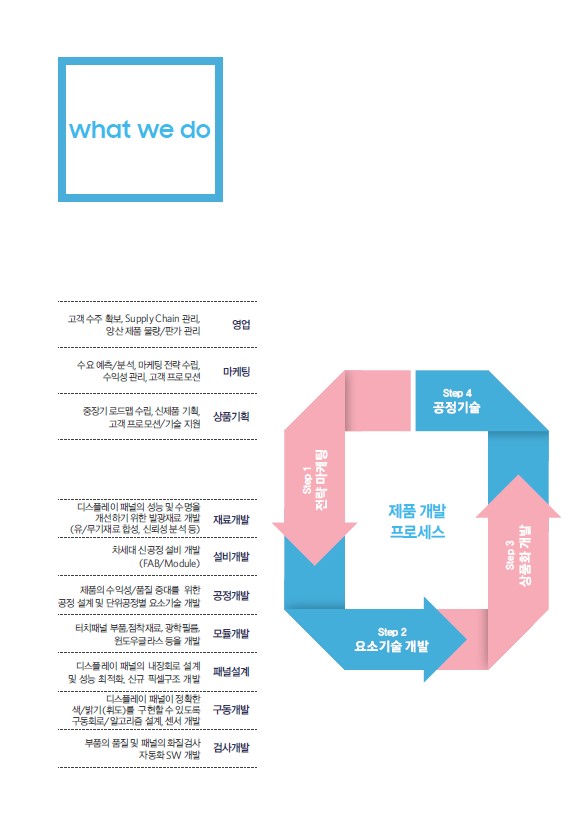 what we do
고객 수주 확보, Supply Chain 관리,
양산 제품 물량/판가 관리
영업
수요 예측/분석, 마케팅 전략 수립,
수익성 관리, 고객 프로모션
마케팅
중장기 로드맵 수립, 신제품 기획,
고객 프로모션/기술 지원
상품기획
디스플레이 패널의 성능 및 수명을
개선하기 위한 발광재료 개발
(유/무기재료 합성, 신뢰성 분석 등)
재료개발
차세대 신공정 설비 개발
(FAB/Module)
설비개발
제품의 수익성/품질 증대를 위한
공정 설계 및 단위공정별 요소기술 개발
공정개발
터치패널 부품,점착재료, 광학필름,
윈도우글라스 등을 개발
모듈개발
디스플레이 패널의 내장회로 설계
및 성능 최적화, 신규 픽셀구조 개발
패널설계
디스플레이 패널이 정확한
색/밝기(휘도)를 구현할 수 있도록
구동회로/알고리즘 설계, 센서 개발
구동개발
부품의 품질 및 패널의 화질검사
자동화 SW 개발
검사개발
제품 개발
프로세스
Step 1
전략 마케팅
Step 2
요소기술 개발
Step 3
상품화 개발
Step 4
공정기술